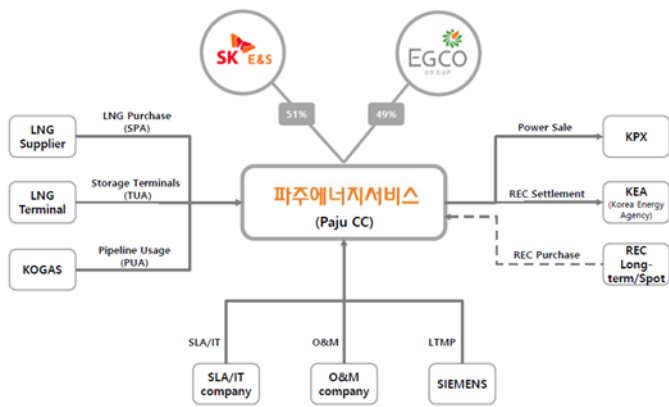 SK E&S
EGCO
GROUP
51%
49%
LNG Purchase
(SPA)
LNG
Supplier
Power Sale
KPX
Storage Terminals
(TUA)
LNG
Terminal
파주에너지서비스
(Paju CC)
REC Settlement
KEA
(Korea Energy
Agency)
Pipeline Usage
(PUA)
KOGAS
REC Purchase
REC
Long-
term/Spot
SLA/IT
O&M
LTMP
SLA/IT
company
O&M
company
SIEMENS